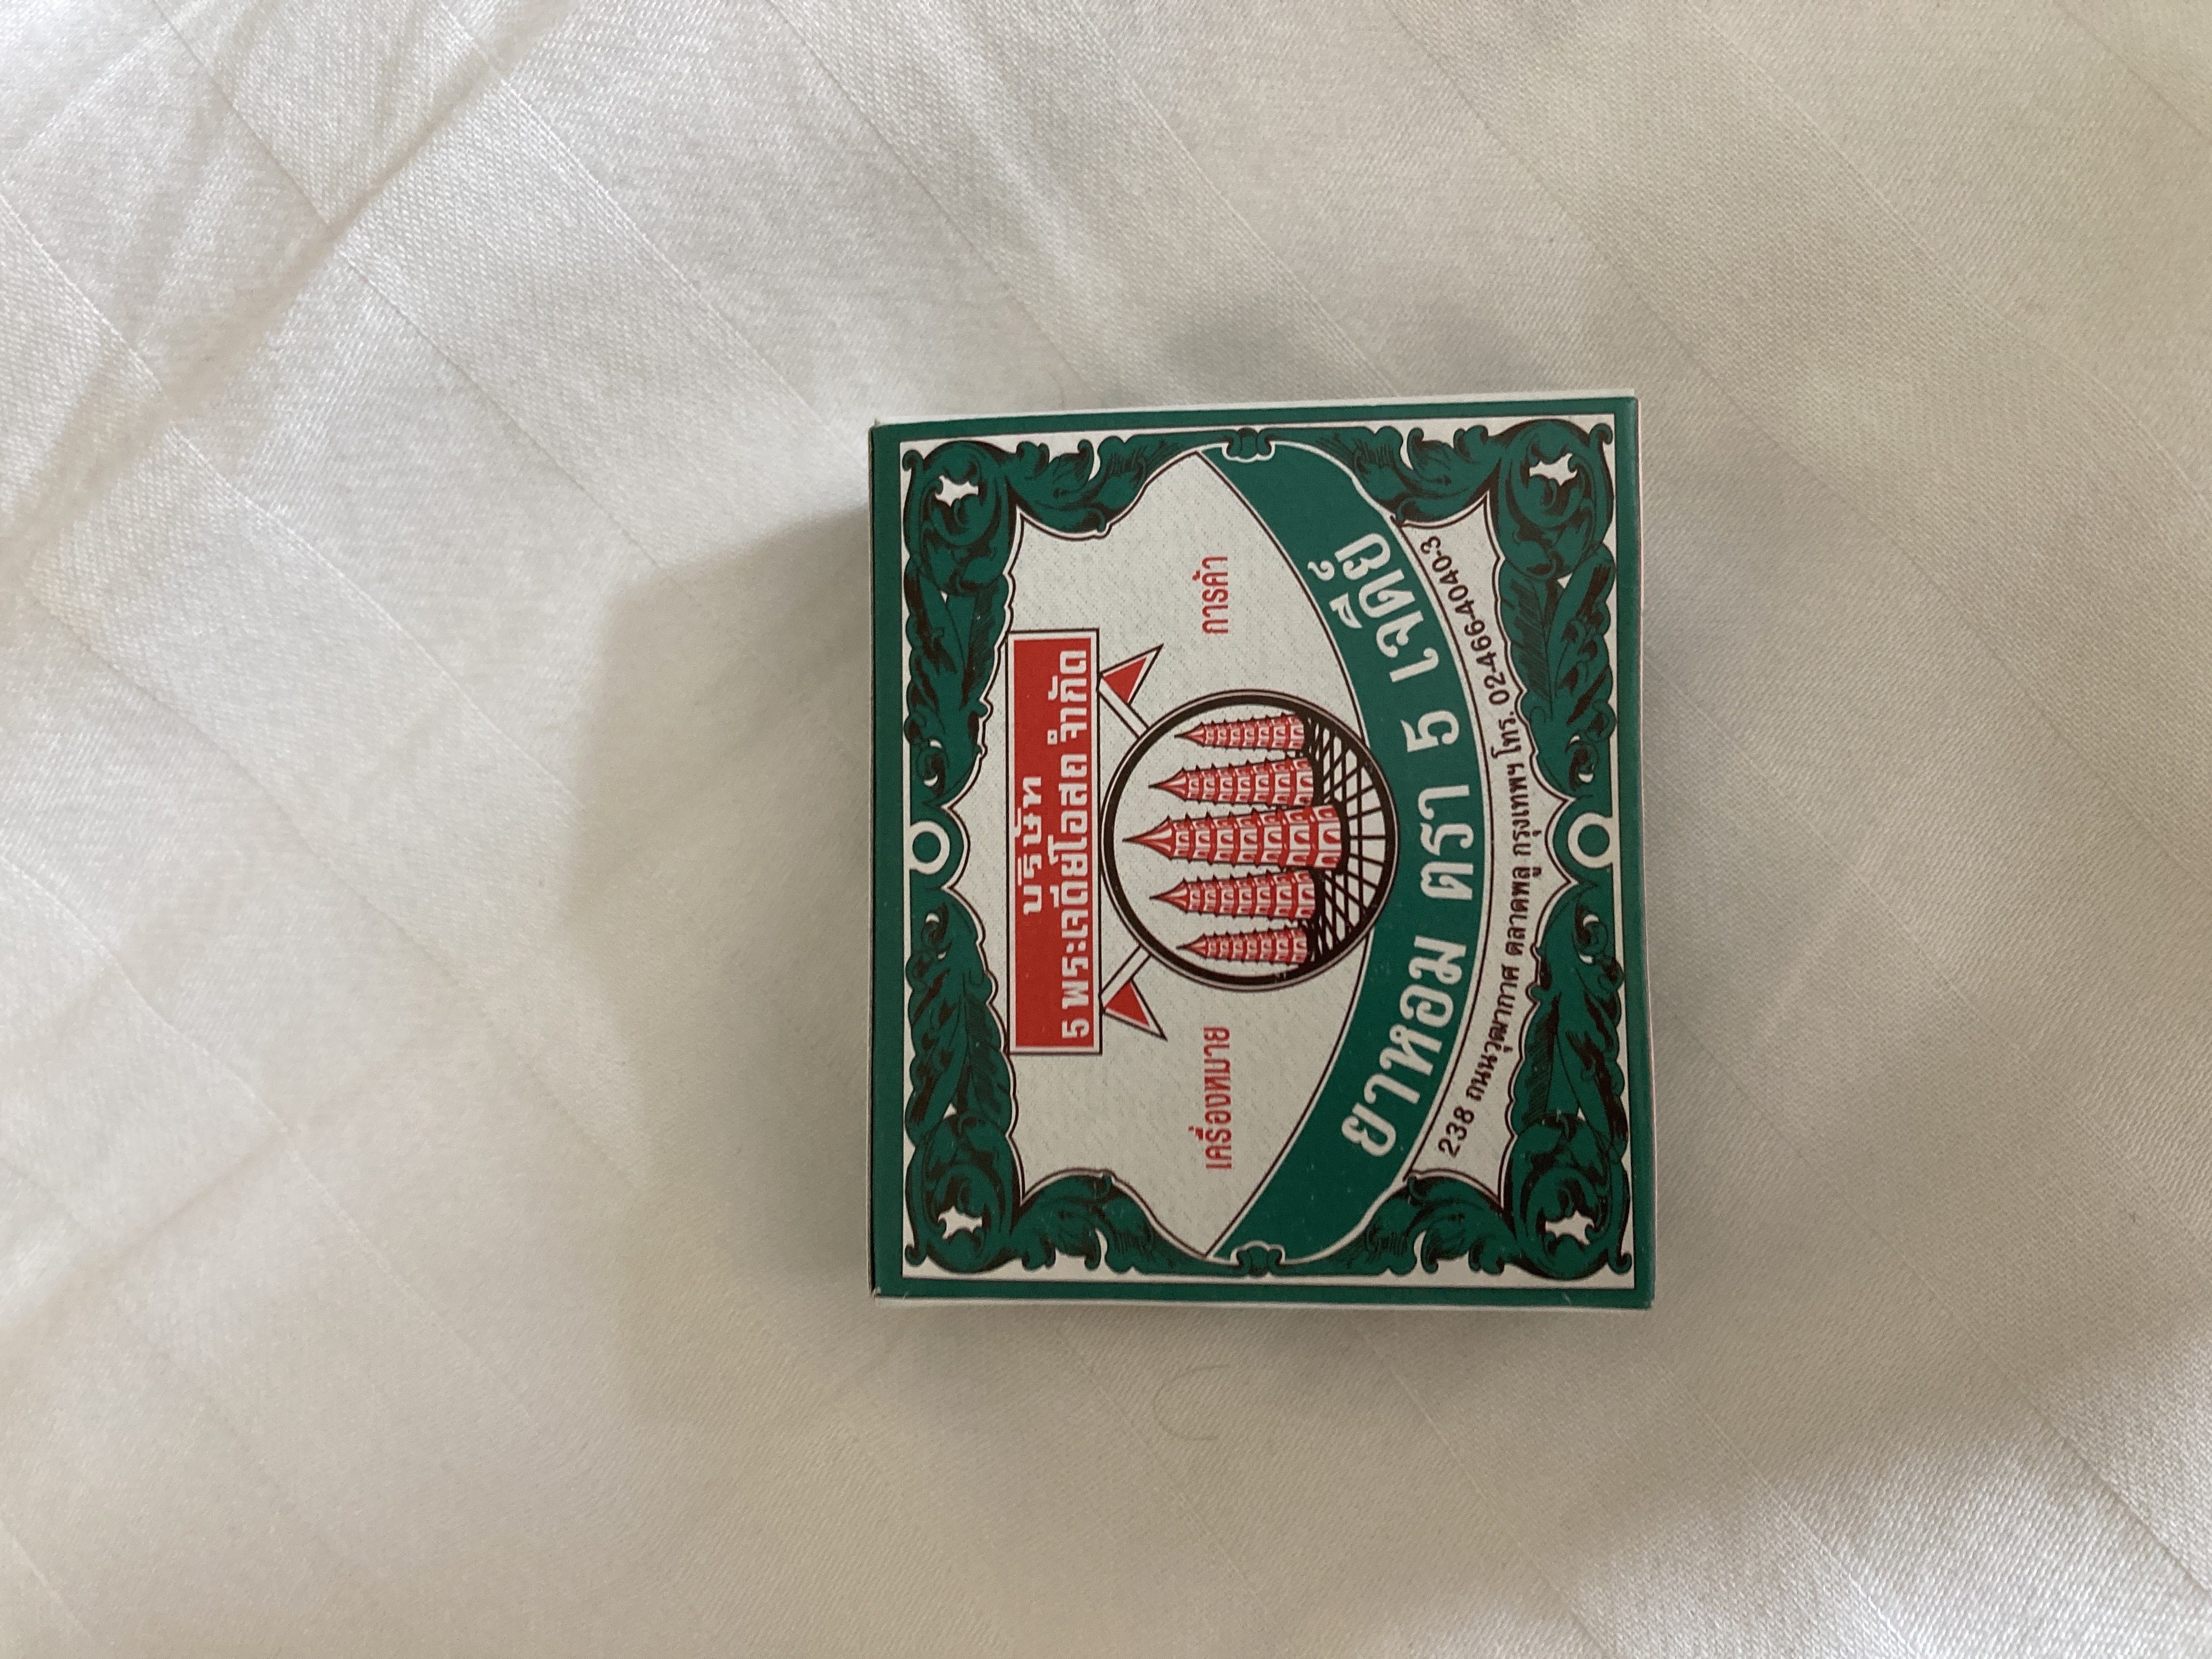 บริษัท
5 พระเจดีย์โอสถ จำกัด
เครื่องหมาย การค้า
ยาหอม ตรา 5 เจดีย์
238 ถนนวุฒากาศ ตลาดพลู กรุงเทพฯ โทร. 02-466-4040-3